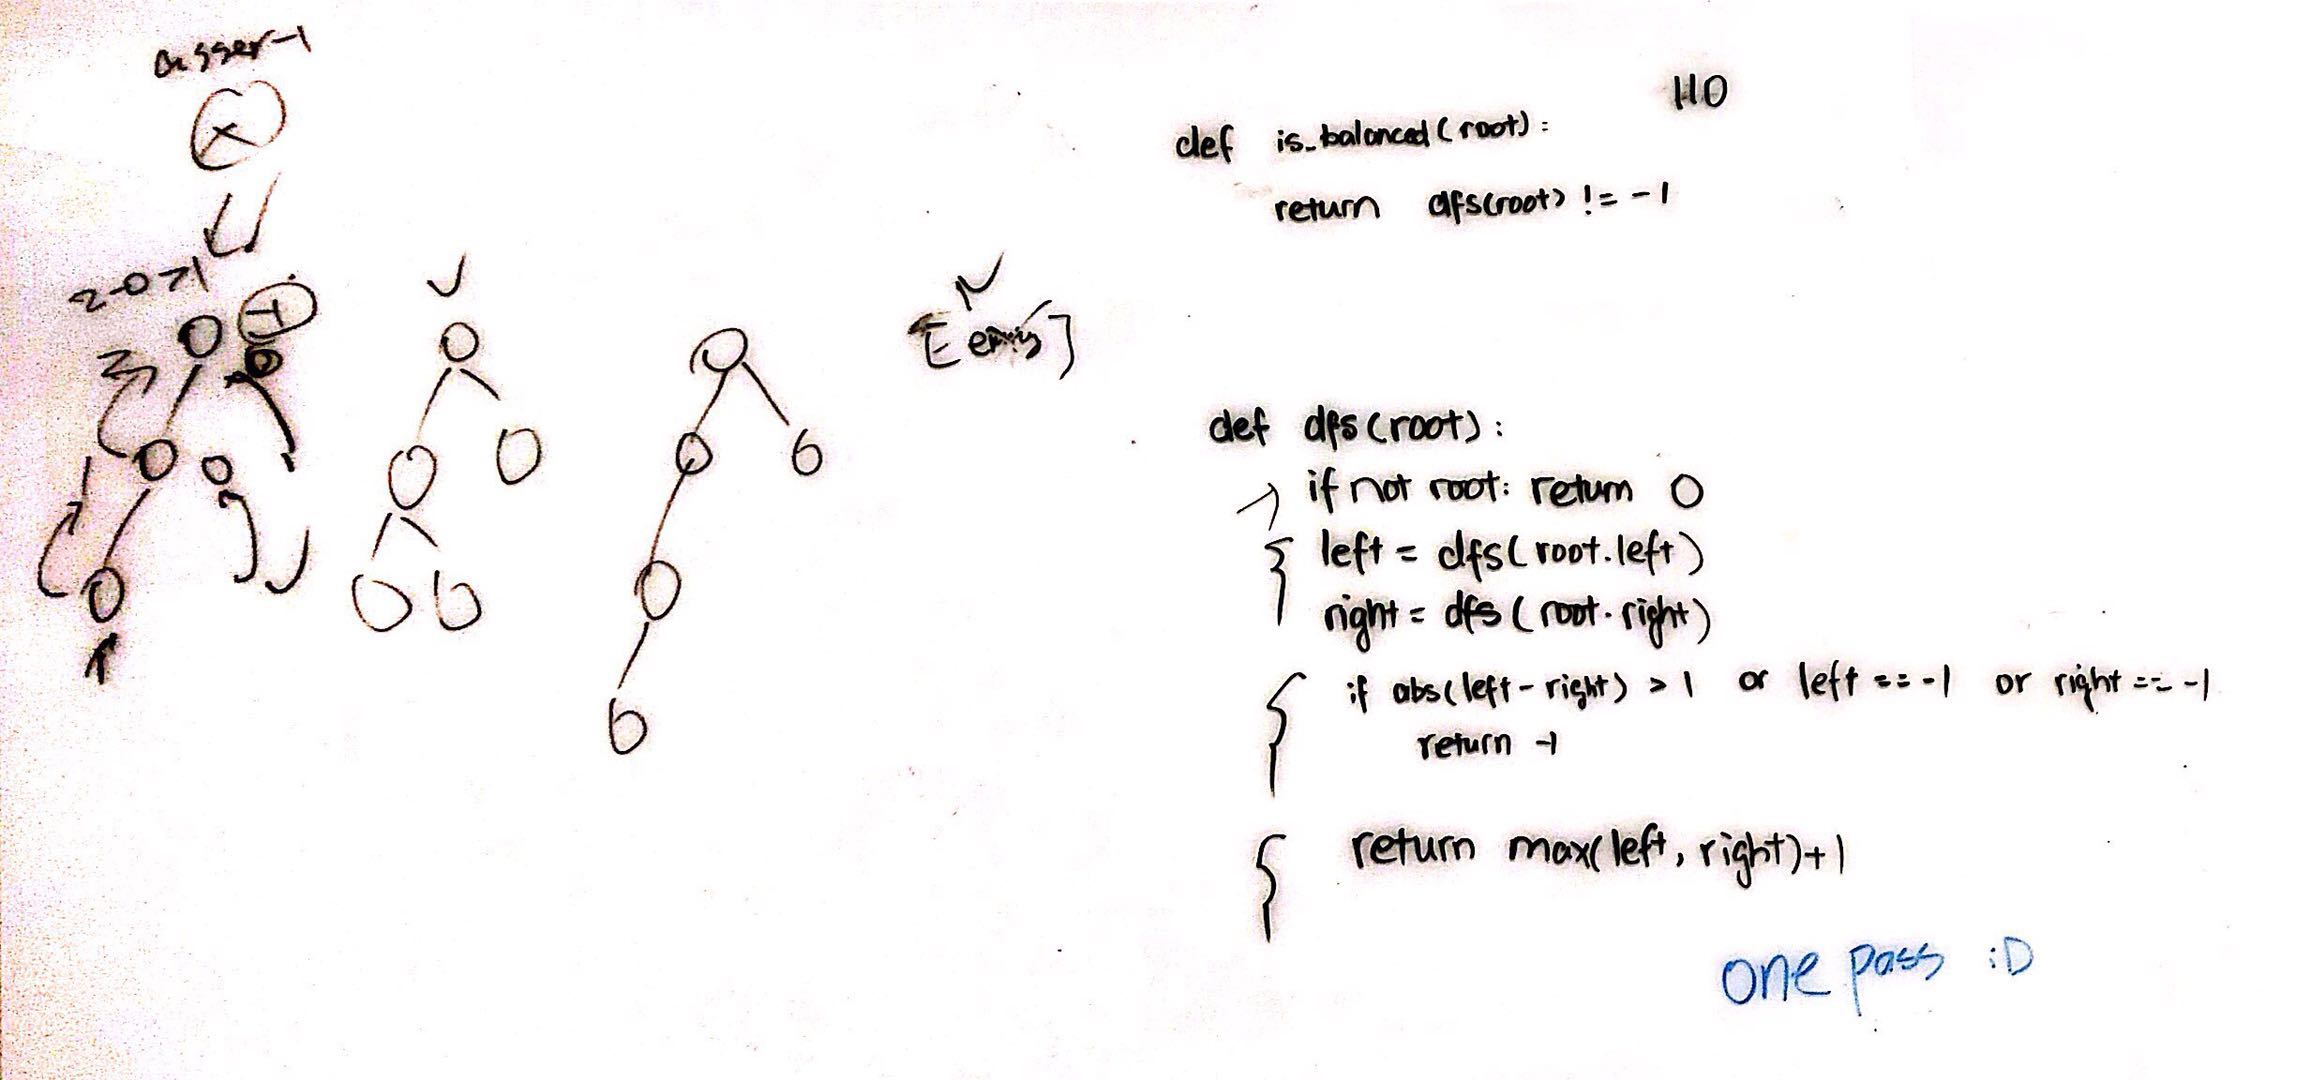 2-0>1
[empty]
110
def is_balanced(root):
return dfs(root) != -1
def dfs(root):
if not root: return 0
left = dfs(root.left)
right = dfs(root.right)
if abs(left-right) > 1 or left == -1 or right == -1
return -1
return max(left, right)+1
one pass :D